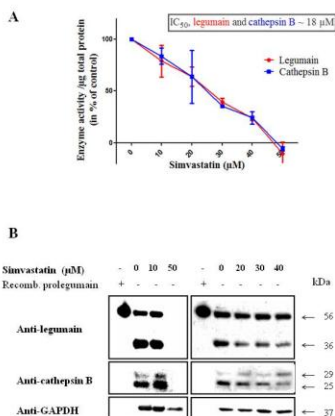 A
IC50, legumain and cathepsin B ~ 18 µM
Legumain
Cathepsin B
Enzyme activity /µg total protein
(in % of control)
100
50
0
0 10 20 30 40 50
Simvastatin (µM)
B
Simvastatin (µM) - 0 10 50 - 0 20 30 40
Recomb. prolegumain + - - - + - - - - kDa
Anti-legumain
← 56
← 36
Anti-cathepsin B
← 29
← 25
Anti-GAPDH
← 37